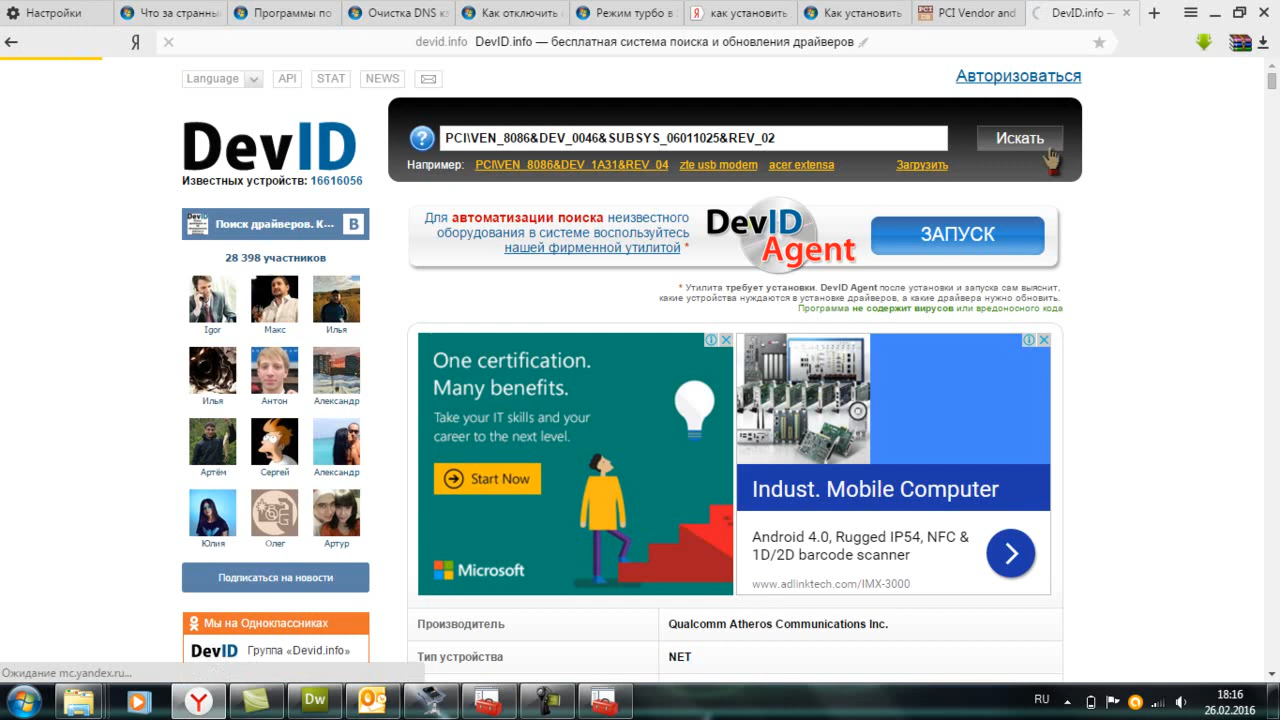 Настройки
Что за странны
Программы по
Очистка DNS кэ
Как отключить
Режим турбо в
как установить
Как установить
PCI Vendor and
DevID.info —
devid.info DevID.info — бесплатная система поиска и обновления драйверов
Language
API
STAT
NEWS
Авторизоваться
DevID
Известных устройств: 16616056
PCI\VEN_8086&DEV_0046&SUBSYS_06011025&REV_02
Искать
Например: PCI\VEN_8086&DEV_1A31&REV_04 zte usb modem acer extensa Загрузить
Поиск драйверов. К...
28 398 участников
Igor
Макс
Илья
Илья
Антон
Александр
Артём
Сергей
Александр
Юлия
Олег
Артур
Подписаться на новости
Мы на Одноклассниках
DevID Группа «Devid.info»
Для автоматизации поиска неизвестного
оборудования в системе воспользуйтесь
нашей фирменной утилитой *
DevID
Agent
ЗАПУСК
* Утилита требует установки. DevID Agent после установки и запуска сам выяснит,
какие устройства нуждаются в установке драйверов, а какие драйвера нужно обновить.
Программа не содержит вирусов или вредоносного кода
One certification.
Many benefits.
Take your IT skills and your
career to the next level.
Start Now
Microsoft
Indust. Mobile Computer
Android 4.0, Rugged IP54, NFC &
1D/2D barcode scanner
www.adlinktech.com/IMX-3000
Производитель
Qualcomm Atheros Communications Inc.
Тип устройства
NET
Ожидание mc.yandex.ru...
Dw
RU
18:16
26.02.2016